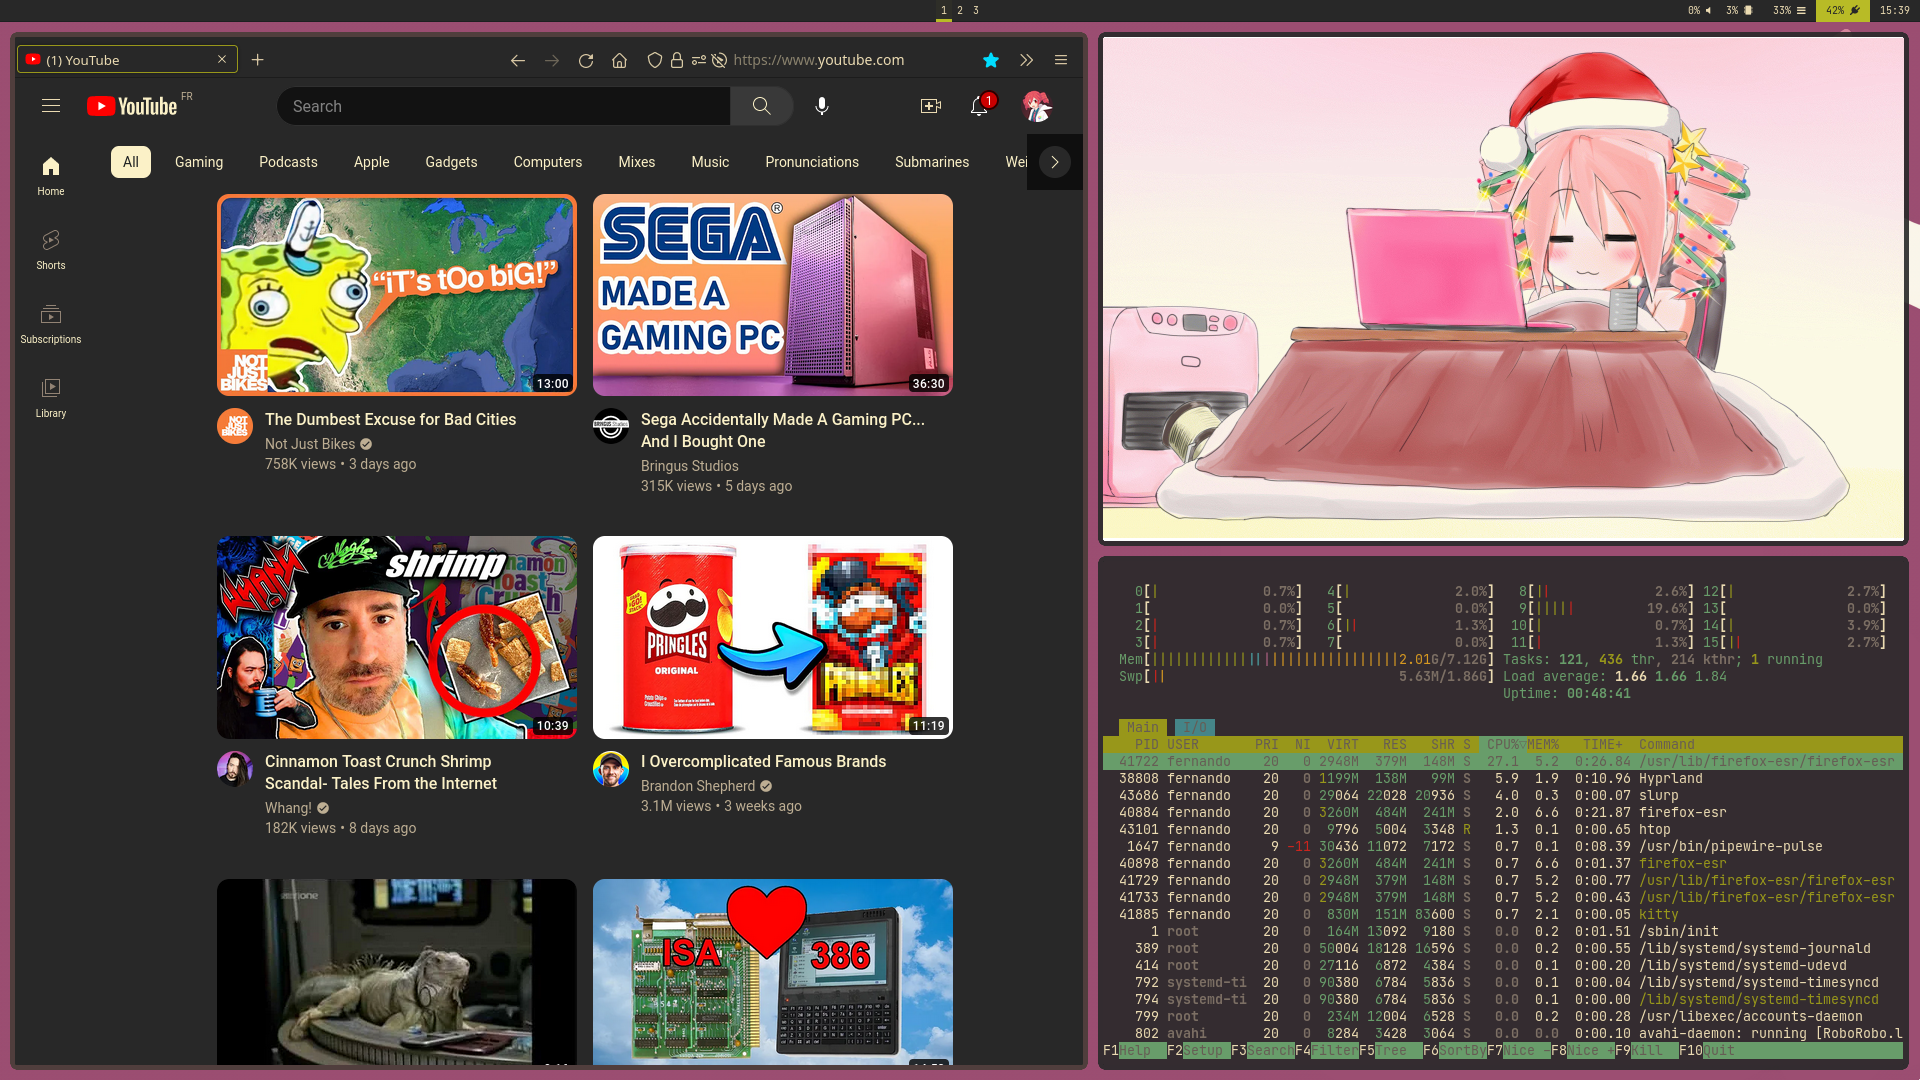 1 2 3
0% 3% 33% 42% 15:39
(1) YouTube
https://www.youtube.com
YouTube FR
Search
1
All Gaming Podcasts Apple Gadgets Computers Mixes Music Pronunciations Submarines Wei
Home
Shorts
Subscriptions
Library
"iT's tOo biG!"
NOT JUST BIKES
13:00
SEGA®
MADE A
GAMING PC
36:30
NOT JUST BIKES
The Dumbest Excuse for Bad Cities
Not Just Bikes
758K views • 3 days ago
BRINGUS Studios
Sega Accidentally Made A Gaming PC...
And I Bought One
Bringus Studios
315K views • 5 days ago
WHANG!
shrimp
10:39
PRINGLES
ORIGINAL
11:19
Cinnamon Toast Crunch Shrimp
Scandal- Tales From the Internet
Whang!
182K views • 8 days ago
I Overcomplicated Famous Brands
Brandon Shepherd
3.1M views • 3 weeks ago
ISA
386
0[ 0.7%] 4[ 2.0%] 8[ 2.6%] 12[ 2.7%]
1[ 0.0%] 5[ 0.0%] 9[ 19.6%] 13[ 0.0%]
2[ 0.7%] 6[ 1.3%] 10[ 0.7%] 14[ 3.9%]
3[ 0.7%] 7[ 0.0%] 11[ 1.3%] 15[ 2.7%]
Mem[ 2.01G/7.12G] Tasks: 121, 436 thr, 214 kthr; 1 running
Swp[ 5.63M/1.86G] Load average: 1.66 1.66 1.84
Uptime: 00:48:41
Main I/O
PID USER PRI NI VIRT RES SHR S CPU%▽MEM% TIME+ Command
41722 fernando 20 0 2948M 379M 148M S 27.1 5.2 0:26.84 /usr/lib/firefox-esr/firefox-esr
38808 fernando 20 0 1199M 138M 99M S 5.9 1.9 0:10.96 Hyprland
43686 fernando 20 0 29064 22028 20936 S 4.0 0.3 0:00.07 slurp
40884 fernando 20 0 3260M 484M 241M S 2.0 6.6 0:21.87 firefox-esr
43101 fernando 20 0 9796 5004 3348 R 1.3 0.1 0:00.65 htop
1647 fernando 9 -11 30436 11072 7172 S 0.7 0.1 0:08.39 /usr/bin/pipewire-pulse
40898 fernando 20 0 3260M 484M 241M S 0.7 6.6 0:01.37 firefox-esr
41729 fernando 20 0 2948M 379M 148M S 0.7 5.2 0:00.77 /usr/lib/firefox-esr/firefox-esr
41733 fernando 20 0 2948M 379M 148M S 0.7 5.2 0:00.43 /usr/lib/firefox-esr/firefox-esr
41885 fernando 20 0 830M 151M 83600 S 0.7 2.1 0:00.05 kitty
1 root 20 0 164M 13092 9180 S 0.0 0.2 0:01.51 /sbin/init
389 root 20 0 50004 18128 16596 S 0.0 0.2 0:00.55 /lib/systemd/systemd-journald
414 root 20 0 27116 6872 4384 S 0.0 0.1 0:00.20 /lib/systemd/systemd-udevd
792 systemd-ti 20 0 90380 6784 5836 S 0.0 0.1 0:00.04 /lib/systemd/systemd-timesyncd
794 systemd-ti 20 0 90380 6784 5836 S 0.0 0.1 0:00.00 /lib/systemd/systemd-timesyncd
799 root 20 0 234M 12004 6528 S 0.0 0.2 0:00.28 /usr/libexec/accounts-daemon
802 avahi 20 0 8284 3428 3064 S 0.0 0.0 0:00.10 avahi-daemon: running [RoboRobo.l
F1Help F2Setup F3SearchF4FilterF5Tree F6SortByF7Nice -F8Nice +F9Kill F10Quit